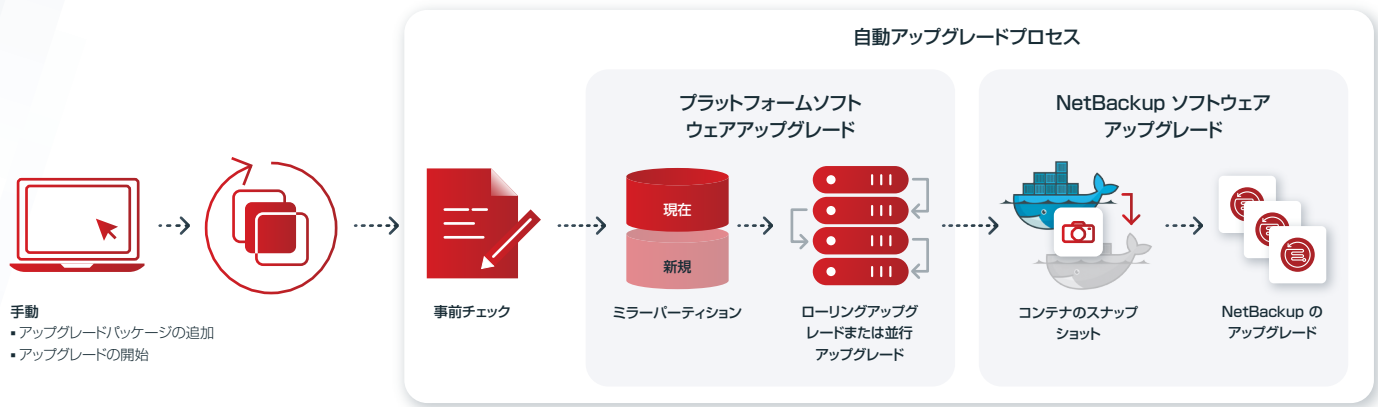 自動アップグレードプロセス
プラットフォームソフト
ウェアアップグレード
NetBackup ソフトウェア
アップグレード
現在
新規
手動
▪ アップグレードパッケージの追加
▪ アップグレードの開始
事前チェック
ミラーパーティション
ローリングアップグ
レードまたは並行
アップグレード
コンテナのスナップ
ショット
NetBackup の
アップグレード